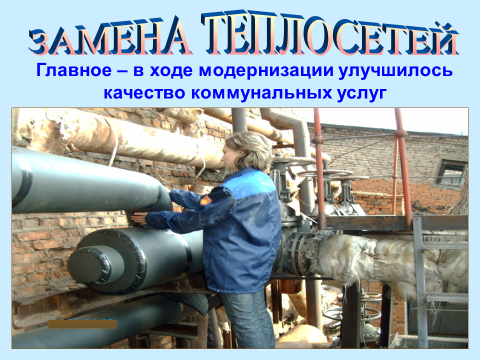 ЗАМЕНА ТЕПЛОСЕТЕЙ
Главное – в ходе модернизации улучшилось
качество коммунальных услуг